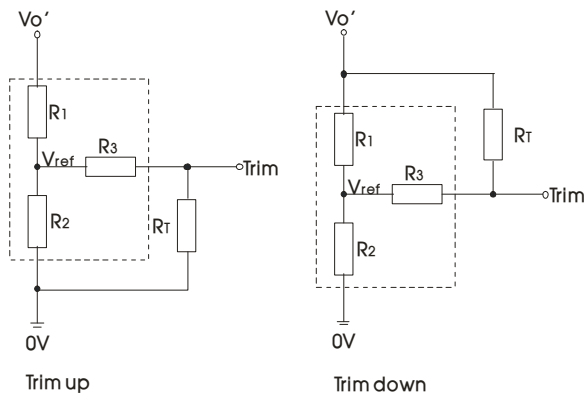 Vo'
R1
Vref
R3
Trim
R2
RT
0V
Trim up
Vo'
R1
RT
Vref
R3
Trim
R2
0V
Trim down